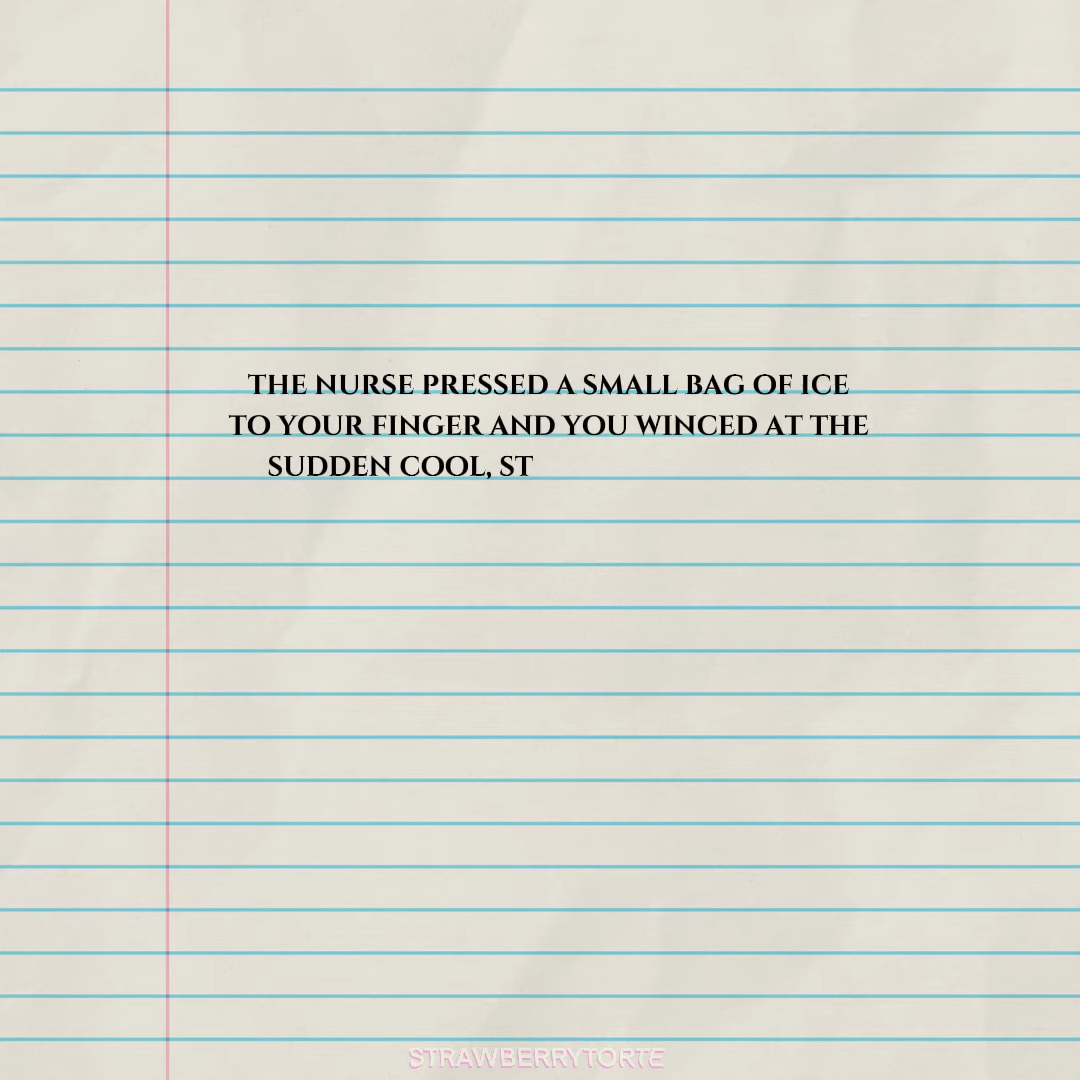 THE NURSE PRESSED A SMALL BAG OF ICE
TO YOUR FINGER AND YOU WINCED AT THE
SUDDEN COOL, ST
STRAWBERRYTORTE